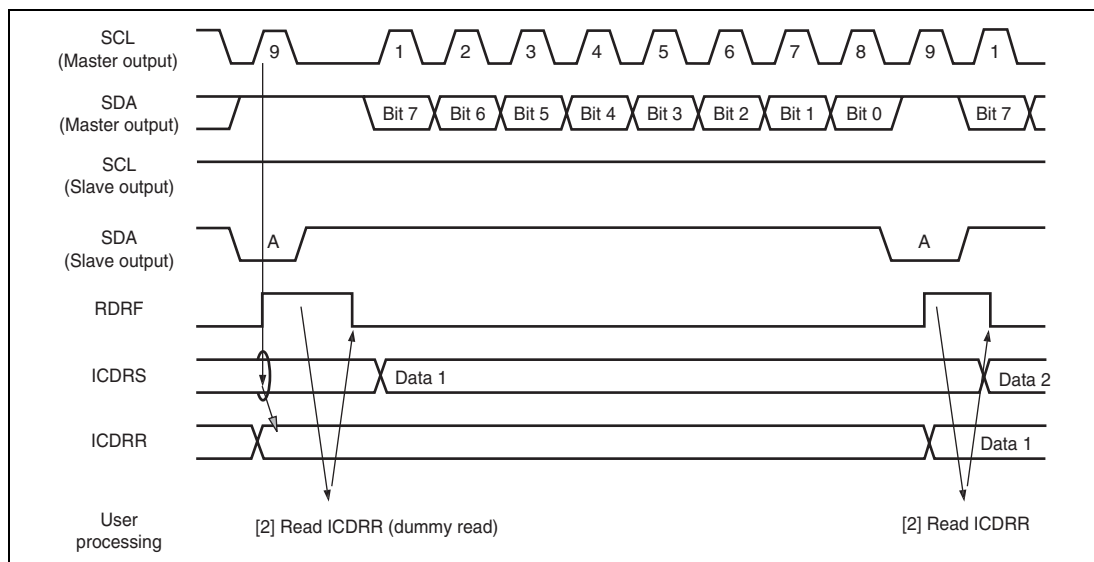 SCL
(Master output)
9 1 2 3 4 5 6 7 8 9 1
SDA
(Master output)
Bit 7 Bit 6 Bit 5 Bit 4 Bit 3 Bit 2 Bit 1 Bit 0 Bit 7
SCL
(Slave output)
SDA
(Slave output)
A A
RDRF
ICDRS
Data 1 Data 2
ICDRR
Data 1
User
processing
[2] Read ICDRR (dummy read) [2] Read ICDRR